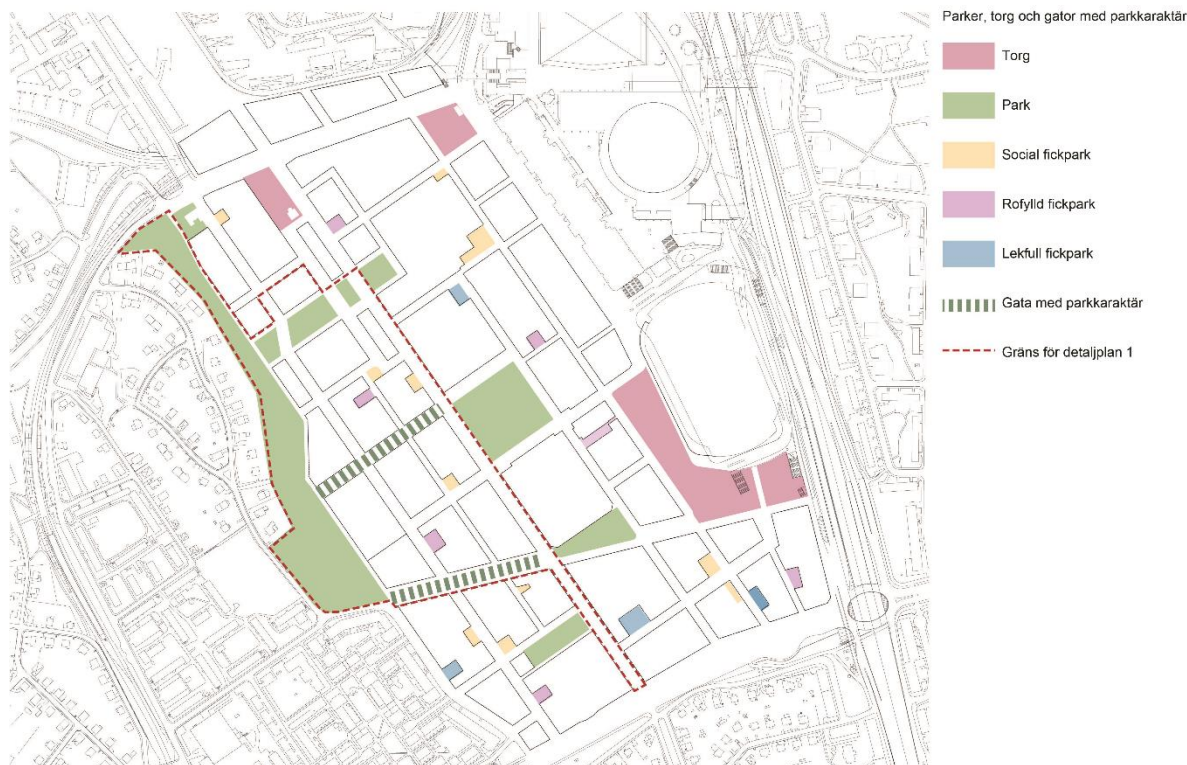 Parker, torg och gator med parkkaraktär
Torg
Park
Social fickpark
Rofylld fickpark
Lekfull fickpark
Gata med parkkaraktär
Gräns för detaljplan 1